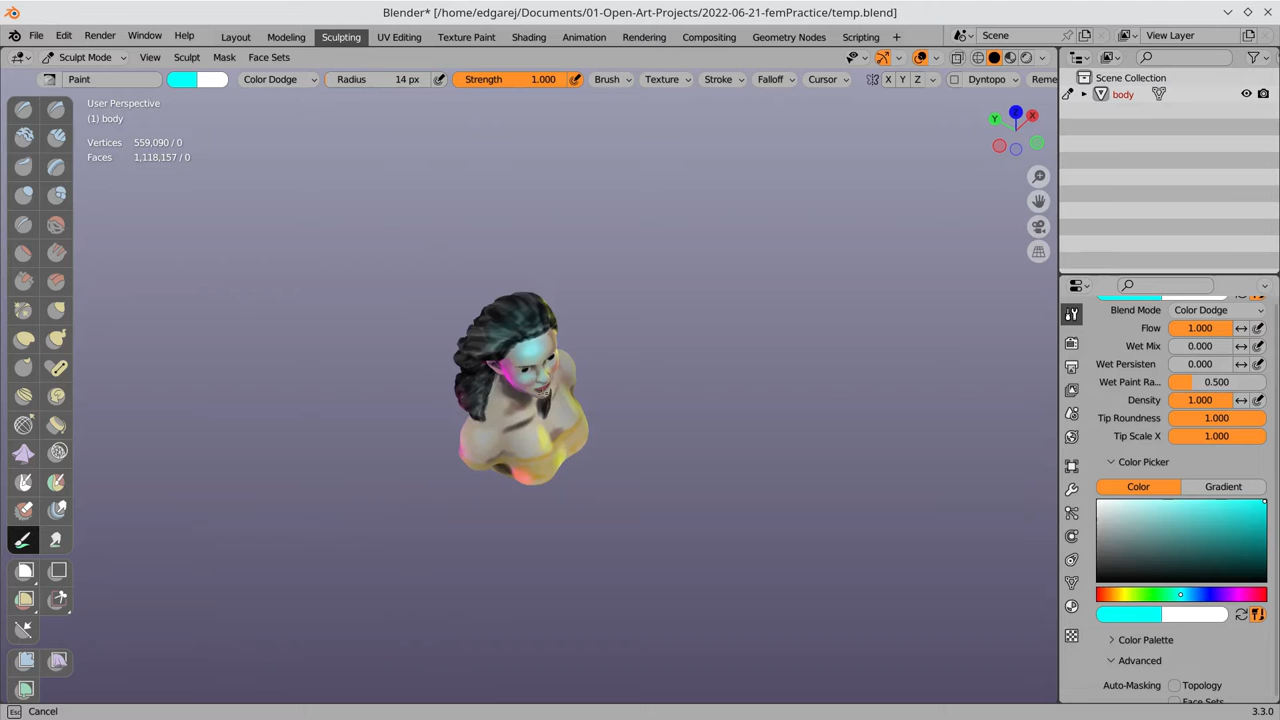 Blender* [/home/edgarej/Documents/01-Open-Art-Projects/2022-06-21-femPractice/temp.blend]
File Edit Render Window Help Layout Modeling Sculpting UV Editing Texture Paint Shading Animation Rendering Compositing Geometry Nodes Scripting + Scene View Layer
Sculpt Mode View Sculpt Mask Face Sets
Paint Color Dodge Radius 14 px Strength 1.000 Brush Texture Stroke Falloff Cursor X Y Z Dyntopo Reme
User Perspective
(1) body
Vertices 559,090 / 0
Faces 1,118,157 / 0
Z
Y
X
Scene Collection
body
Blend Mode Color Dodge
Flow 1.000
Wet Mix 0.000
Wet Persisten 0.000
Wet Paint Ra... 0.500
Density 1.000
Tip Roundness 1.000
Tip Scale X 1.000
Color Picker
Color Gradient
Color Palette
Advanced
Auto-Masking Topology
Face Sets
Esc Cancel 3.3.0